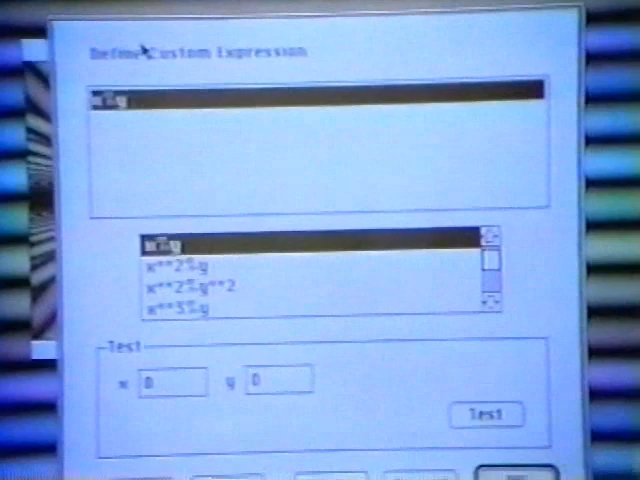 Define Custom Expression
x%y
x%y
x**2%y
x**2%y**2
x**3%y
Test
x 0 y 0
Test